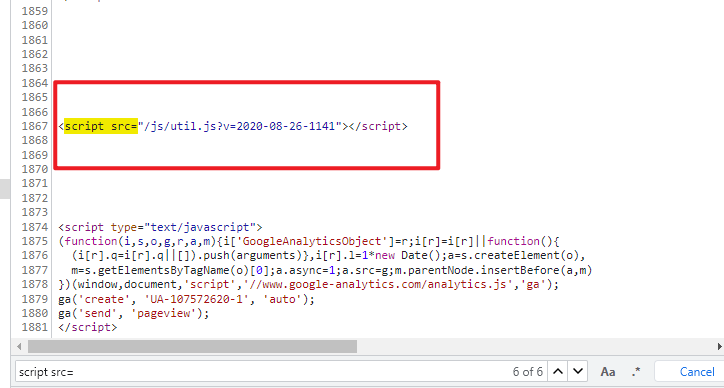 1859
1860
1861
1862
1863
1864
1865
1866
1867 <script src="/js/util.js?v=2020-08-26-1141"></script>
1868
1869
1870
1871
1872
1873
1874 <script type="text/javascript">
1875 (function(i,s,o,g,r,a,m){i['GoogleAnalyticsObject']=r;i[r]=i[r]||function(){
1876 (i[r].q=i[r].q||[]).push(arguments)},i[r].l=1*new Date();a=s.createElement(o),
1877 m=s.getElementsByTagName(o)[0];a.async=1;a.src=g;m.parentNode.insertBefore(a,m)
1878 })(window,document,'script','//www.google-analytics.com/analytics.js','ga');
1879 ga('create', 'UA-107572620-1', 'auto');
1880 ga('send', 'pageview');
1881 </script>
script src= 6 of 6 Aa .* Cancel